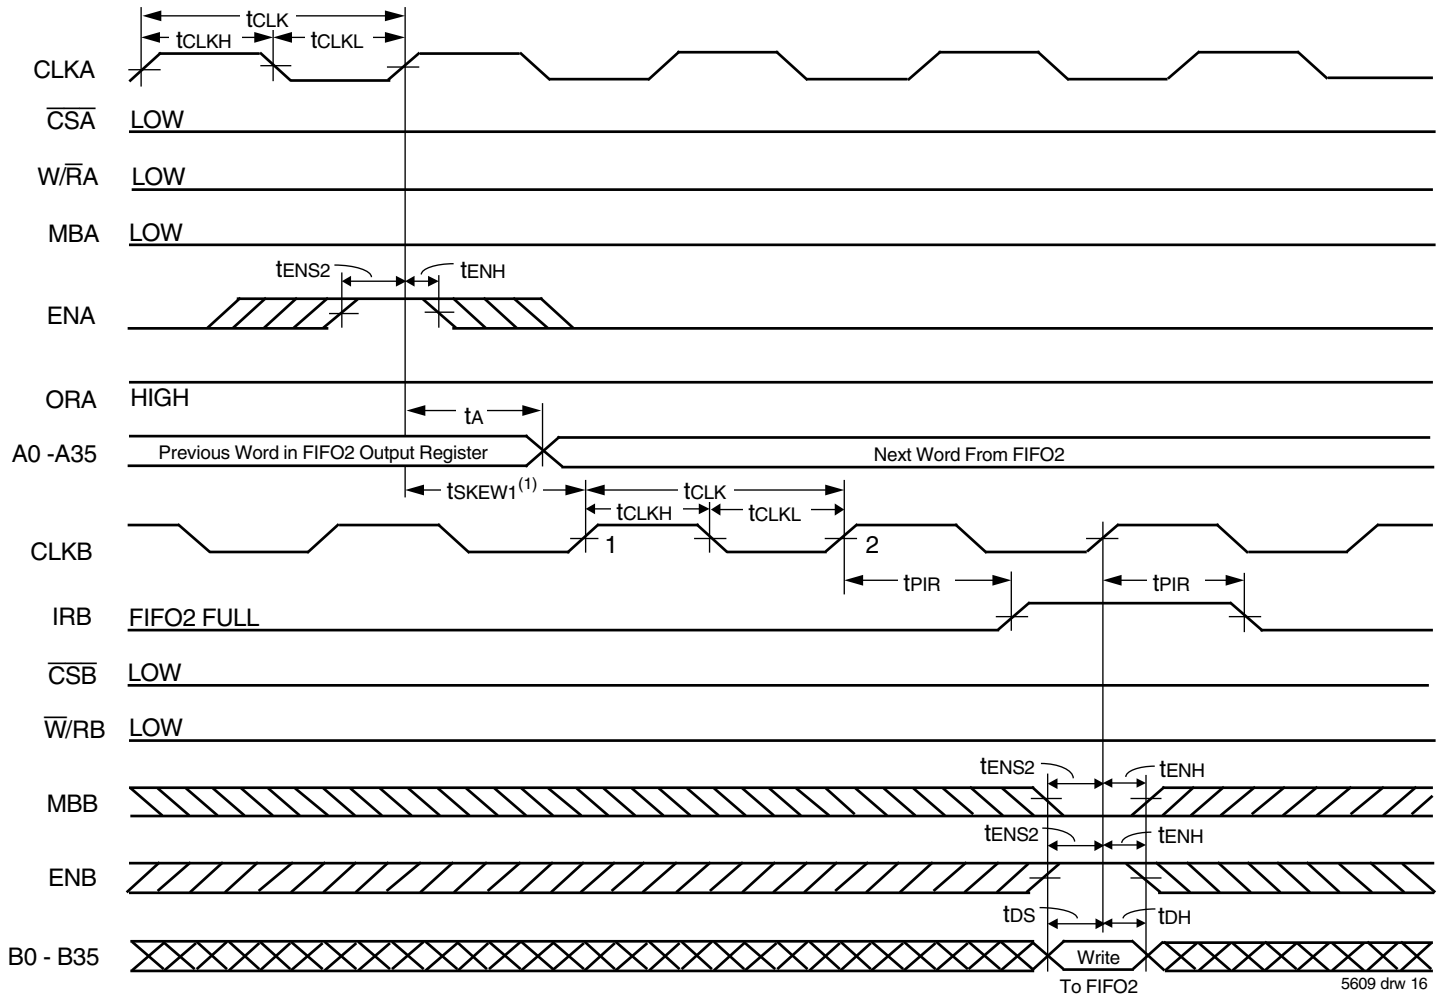 tCLK
tCLKH tCLKL
CLKA
CSA LOW
W/RA LOW
MBA LOW
tENS2 tENH
ENA
ORA HIGH
tA
A0 -A35 Previous Word in FIFO2 Output Register Next Word From FIFO2
tSKEW1(1) tCLK
tCLKH tCLKL
CLKB 1 2
tPIR tPIR
IRB FIFO2 FULL
CSB LOW
W/RB LOW
tENS2 tENH
MBB
tENS2 tENH
ENB
tDS tDH
B0 - B35 Write
To FIFO2
5609 drw 16